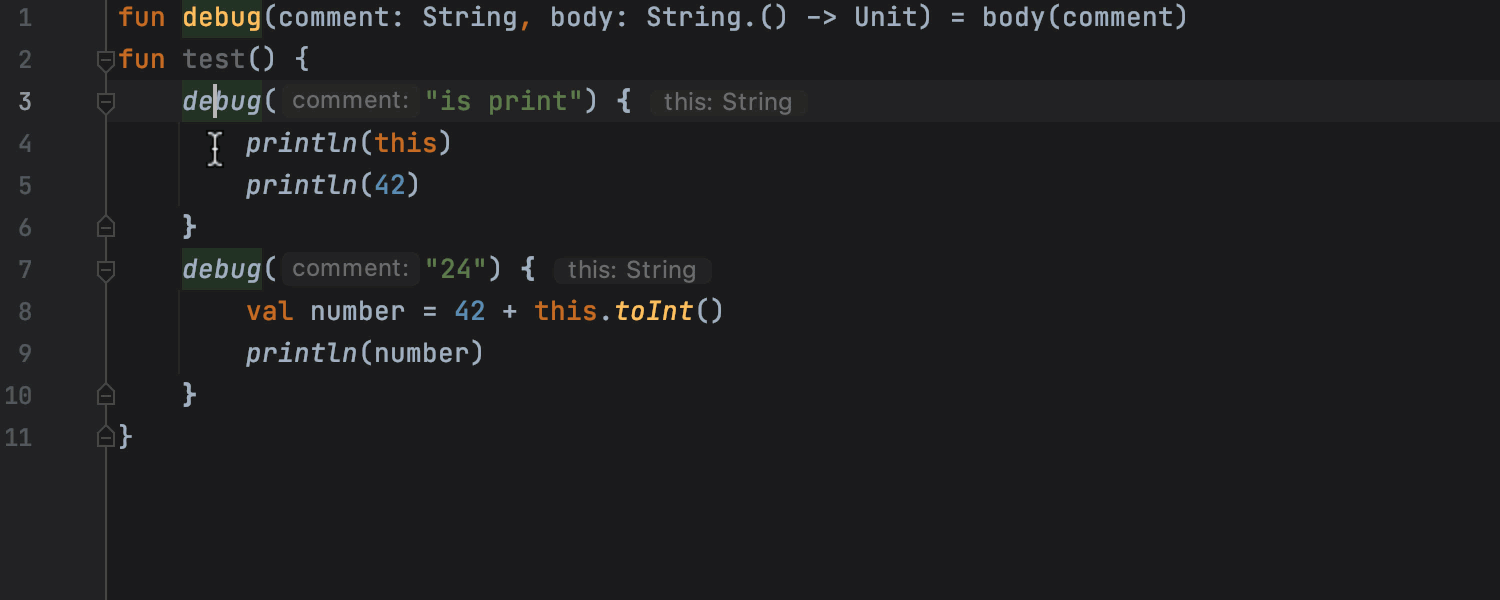 1 fun debug(comment: String, body: String.() -> Unit) = body(comment)
2 fun test() {
3 debug( comment: "is print") { this: String
4 println(this)
5 println(42)
6 }
7 debug( comment: "24") { this: String
8 val number = 42 + this.toInt()
9 println(number)
10 }
11 }